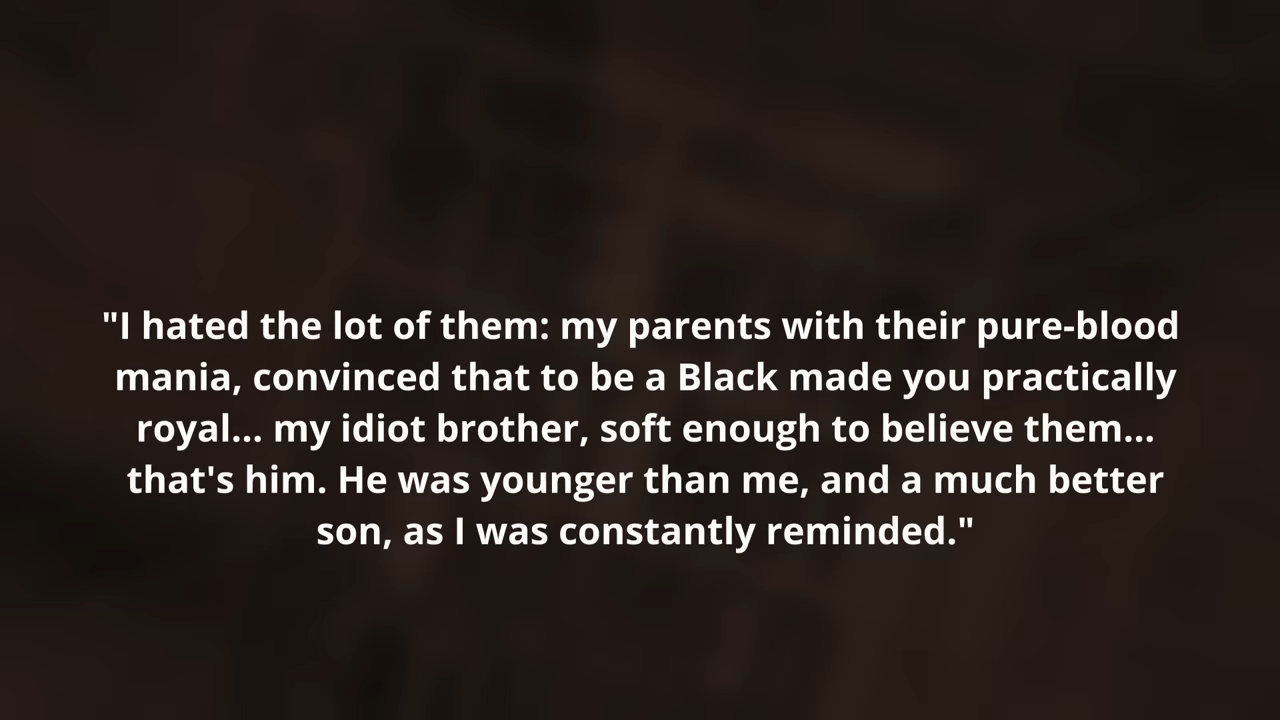 "I hated the lot of them: my parents with their pure-blood
mania, convinced that to be a Black made you practically
royal... my idiot brother, soft enough to believe them...
that's him. He was younger than me, and a much better
son, as I was constantly reminded."